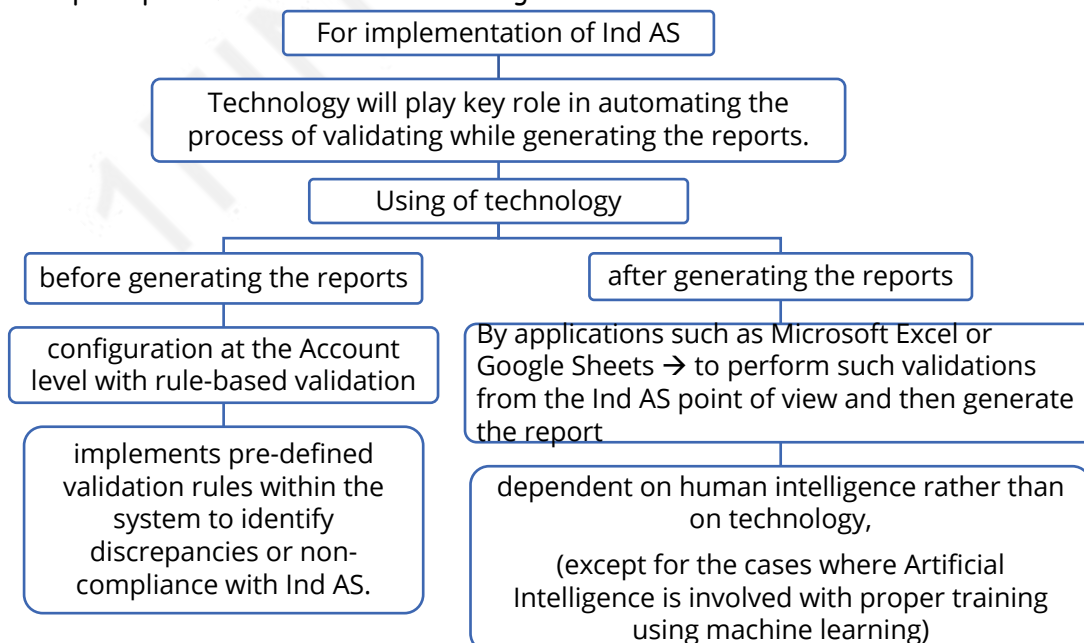 For implementation of Ind AS
Technology will play key role in automating the
process of validating while generating the reports.
Using of technology
before generating the reports
after generating the reports
configuration at the Account
level with rule-based validation
By applications such as Microsoft Excel or
Google Sheets → to perform such validations
from the Ind AS point of view and then generate
the report
implements pre-defined
validation rules within the
system to identify
discrepancies or non-
compliance with Ind AS.
dependent on human intelligence rather than
on technology,
(except for the cases where Artificial
Intelligence is involved with proper training
using machine learning)